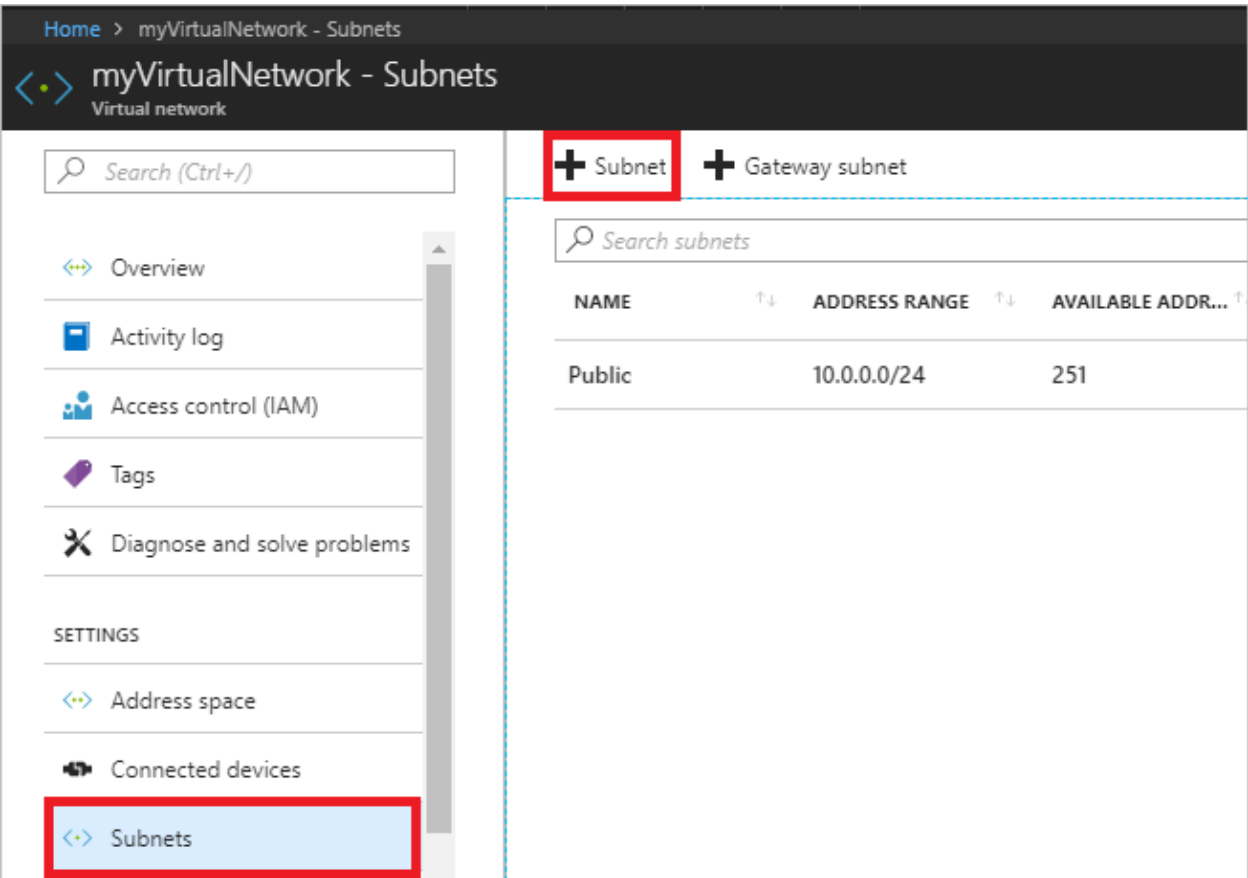 Home > myVirtualNetwork - Subnets
myVirtualNetwork - Subnets
Virtual network
Search (Ctrl+/)
Overview
Activity log
Access control (IAM)
Tags
Diagnose and solve problems
SETTINGS
Address space
Connected devices
Subnets
+ Subnet + Gateway subnet
Search subnets
NAME ↑↓ ADDRESS RANGE ↑↓ AVAILABLE ADDR... ↑↓
Public 10.0.0.0/24 251